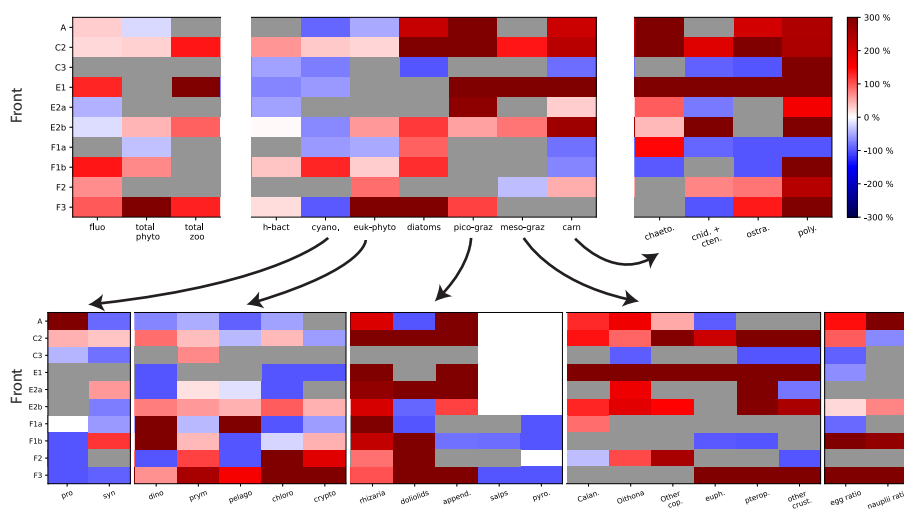 Front
A
C2
C3
E1
E2a
E2b
F1a
F1b
F2
F3
fluo
total phyto
total zoo
h-bact
cyano.
euk-phyto
diatoms
pico-graz
meso-graz
carn
chaeto.
cnid. + cten.
ostra.
poly.
300 %
200 %
100 %
0 %
-100 %
-200 %
-300 %
Front
A
C2
C3
E1
E2a
E2b
F1a
F1b
F2
F3
pro
syn
dino
prym
pelago
chloro
crypto
rhizaria
doliolids
append.
salps
pyro.
Calan.
Oithona
Other cop.
euph.
pterop.
other crust.
egg ratio
nauplii rati